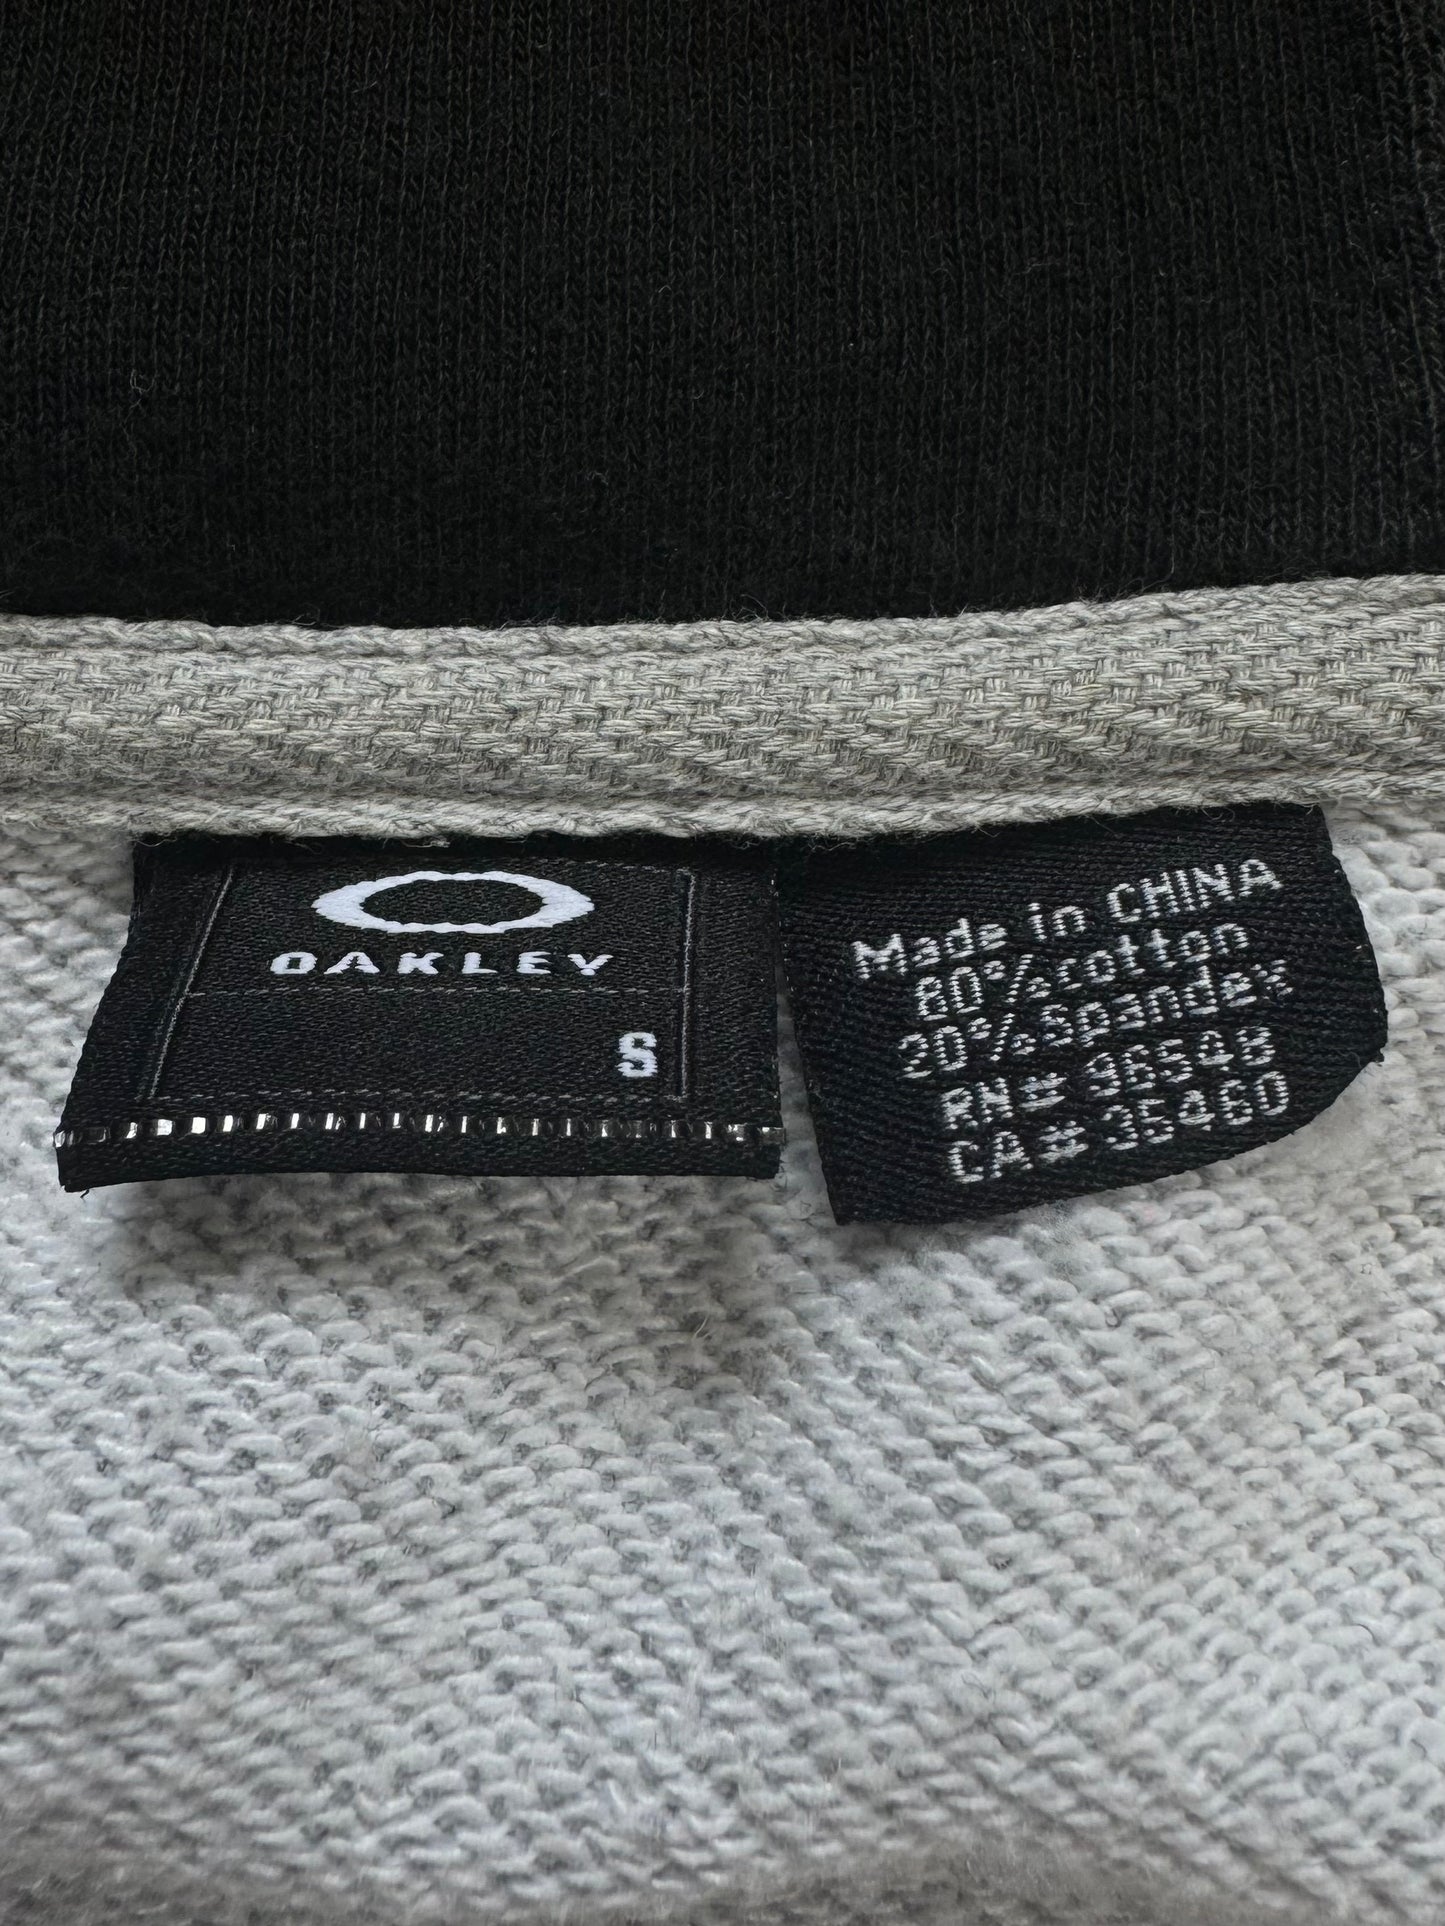 OAKLEY
S
Made in CHINA
80%cotton
20%Spandex
RN# 96548
CA# 35460